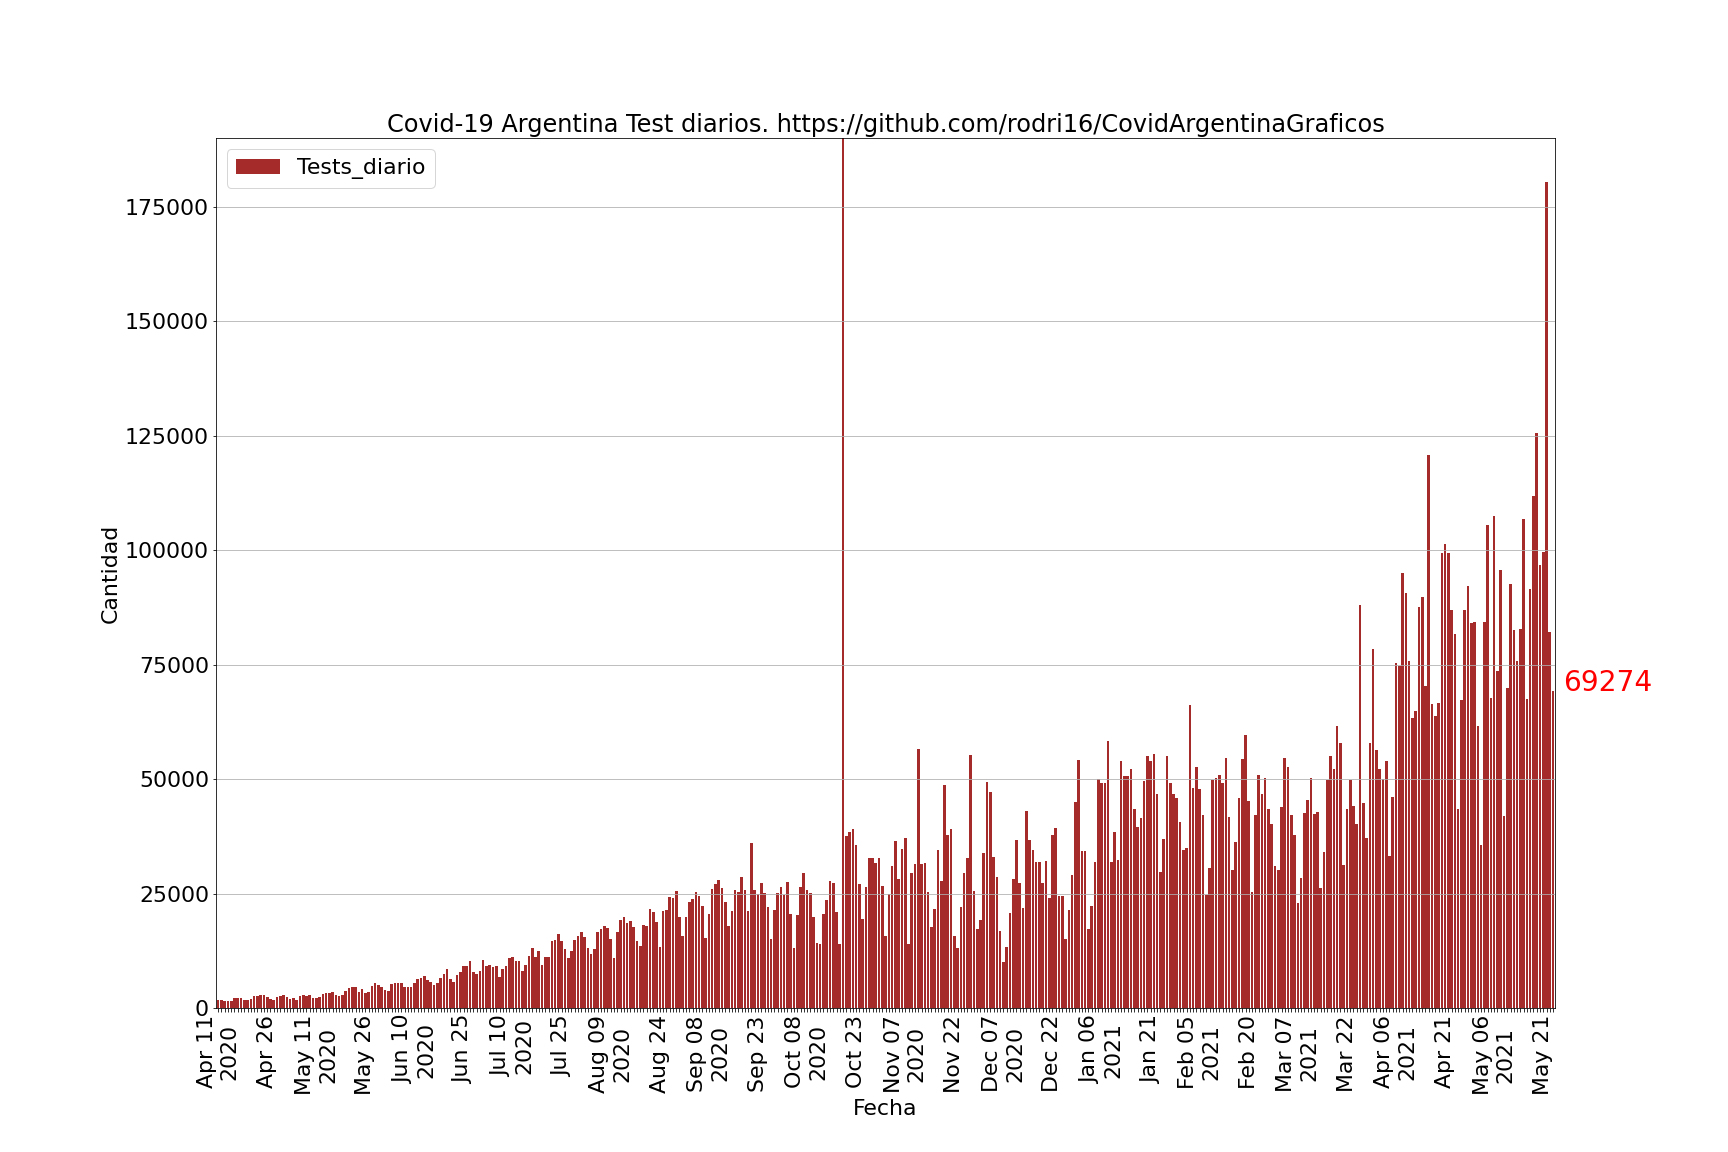 Covid-19 Argentina Test diarios. https://github.com/rodri16/CovidArgentinaGraficos
Tests_diario
175000
150000
125000
100000
75000
50000
25000
0
Cantidad
69274
Apr 11
2020
Apr 26
May 11
2020
May 26
Jun 10
2020
Jun 25
Jul 10
2020
Jul 25
Aug 09
2020
Aug 24
Sep 08
2020
Sep 23
Oct 08
2020
Oct 23
Nov 07
2020
Nov 22
Dec 07
2020
Dec 22
Jan 06
2021
Jan 21
Feb 05
2021
Feb 20
Mar 07
2021
Mar 22
Apr 06
2021
Apr 21
May 06
2021
May 21
Fecha